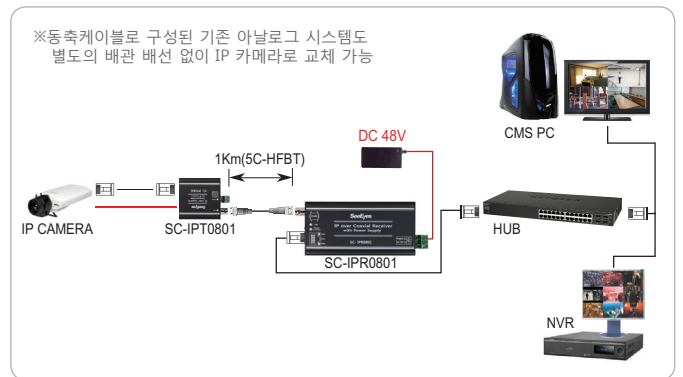 ※동축케이블로 구성된 기존 아날로그 시스템도
별도의 배관 배선 없이 IP 카메라로 교체 가능
CMS PC
DC 48V
1Km(5C-HFBT)
IP CAMERA
SC-IPT0801
SeeEyes
IP over Coaxial Receiver
with Power Supply
SC-IPR0801
SC-IPR0801
HUB
NVR